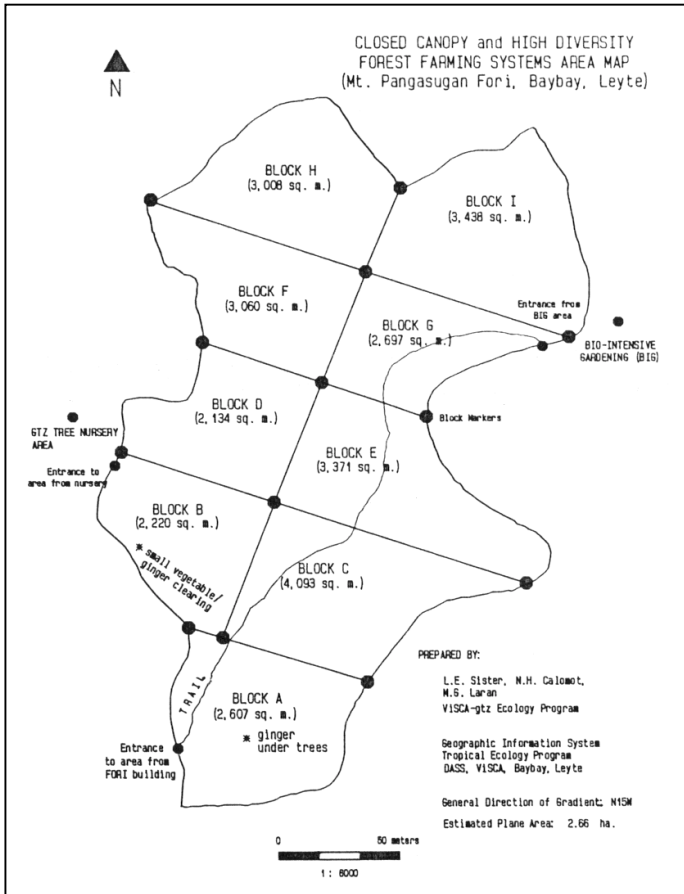 CLOSED CANOPY and HIGH DIVERSITY
FOREST FARMING SYSTEMS AREA MAP
(Mt. Pangasugan Fori, Baybay, Leyte)
N
BLOCK H
(3,008 sq. m.)
BLOCK I
(3,438 sq. m.)
BLOCK F
(3,060 sq. m.)
Entrance from
BIG area
BLOCK G
(2,697 sq. m.)
BIO-INTENSIVE
GARDENING (BIG)
BLOCK D
(2,134 sq. m.)
Block Markers
GTZ TREE NURSERY
AREA
BLOCK E
(3,371 sq. m.)
Entrance to
area from nursery
BLOCK B
(2,220 sq. m.)
* small vegetable/
ginger clearing
BLOCK C
(4,093 sq. m.)
PREPARED BY:
L.E. Sister, N.H. Calomot,
M.G. Laran
ViSCA-gtz Ecology Program
TRAIL
BLOCK A
(2,607 sq. m.)
* ginger
under trees
Entrance
to area from
FORI building
Geographic Information System
Tropical Ecology Program
DASS, ViSCA, Baybay, Leyte
General Direction of Gradient: N15W
Estimated Plane Area: 2.66 ha.
0 50 meters
1 : 6000